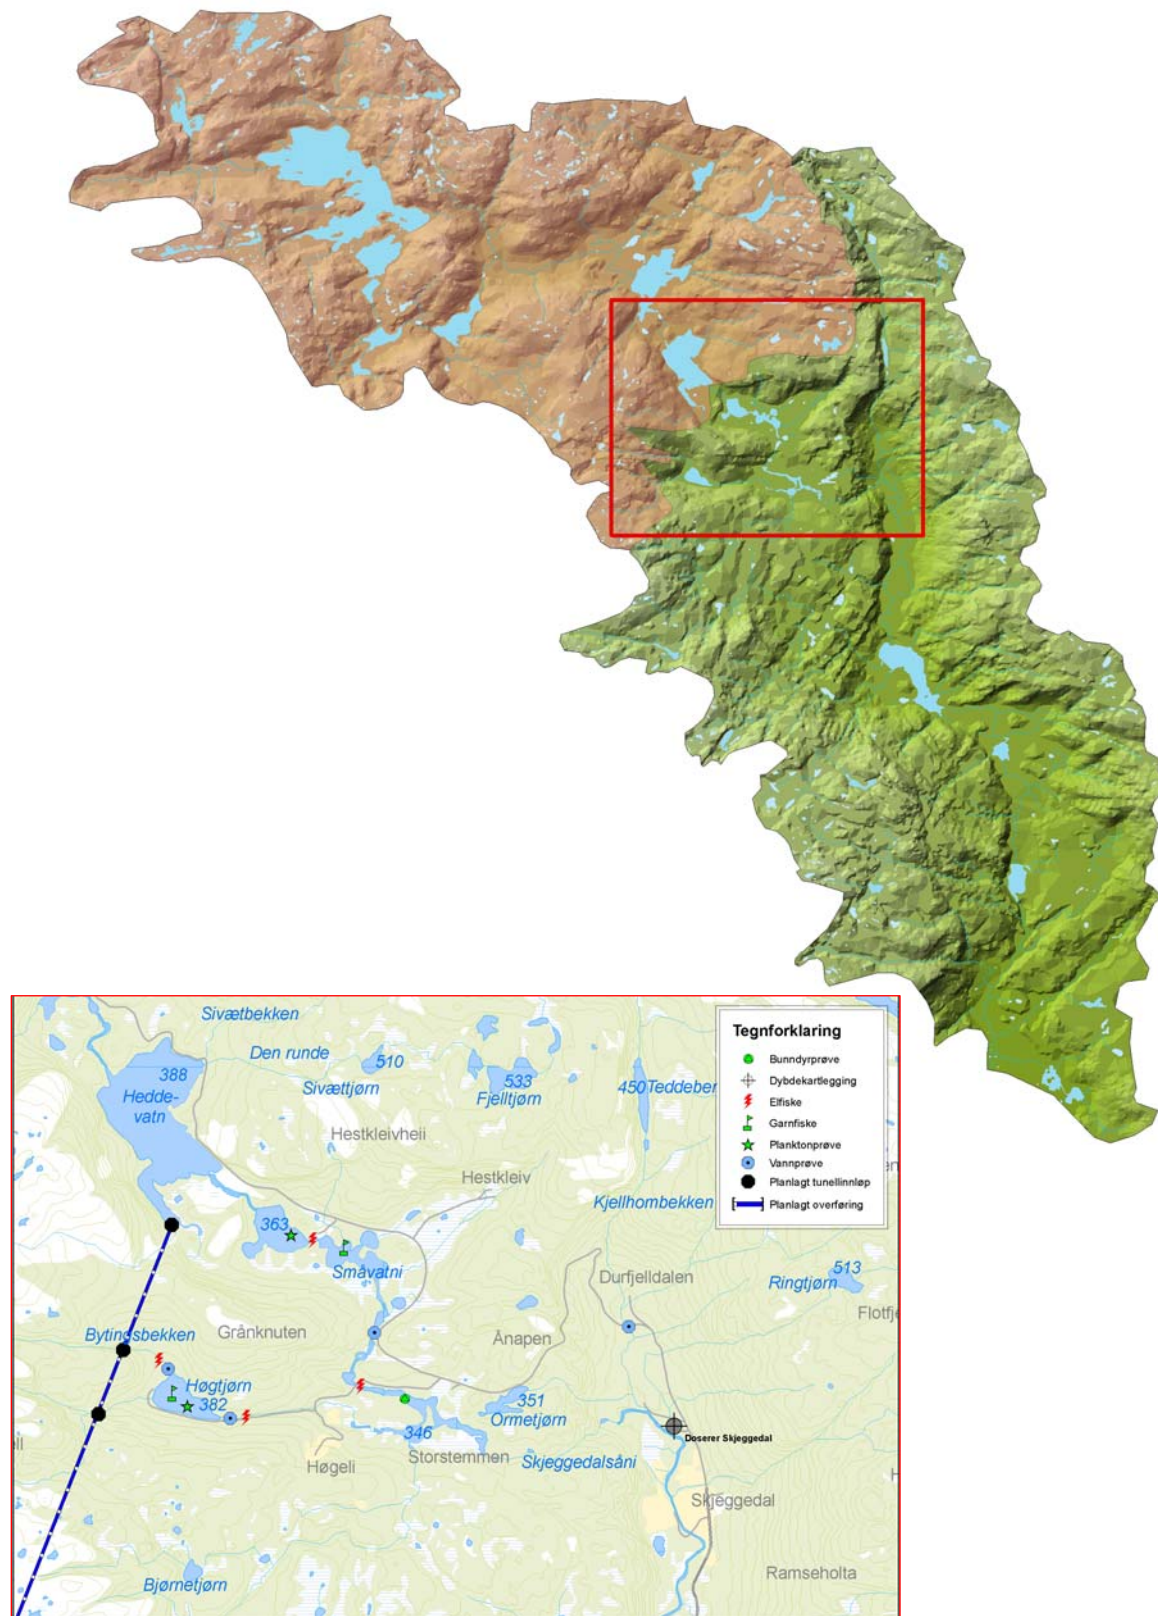 Sivætbekken
Den runde
510
Sivættjørn
388
Hedde-
vatn
533
Fjelltjørn
450 Teddeber
Hestkleivheii
Hestkleiv
Kjellhombekken
363
Småvatni
Durfjelldalen
513
Ringtjørn
Flotfje
Bytingsbekken
Grånknuten
Ånapen
Høgtjørn
382
351
Ormetjørn
346
Storstemmen
Høgeli
Skjeggedalsåni
Doserer Skjeggedal
Skjeggedal
Ramseholta
Bjørnetjørn
Tegnforklaring
Bunndyrprøve
Dybdekartlegging
Elfiske
Garnfiske
Planktonprøve
Vannprøve
Planlagt tunellinnløp
Planlagt overføring